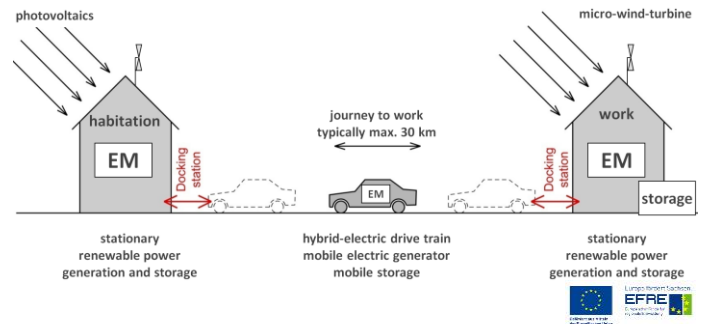 photovoltaics
micro-wind-turbine
habitation
EM
Docking
station
journey to work
typically max. 30 km
EM
work
EM
Docking
station
storage
stationary
renewable power
generation and storage
hybrid-electric drive train
mobile electric generator
mobile storage
stationary
renewable power
generation and storage
Europa fördert Sachsen
EFRE